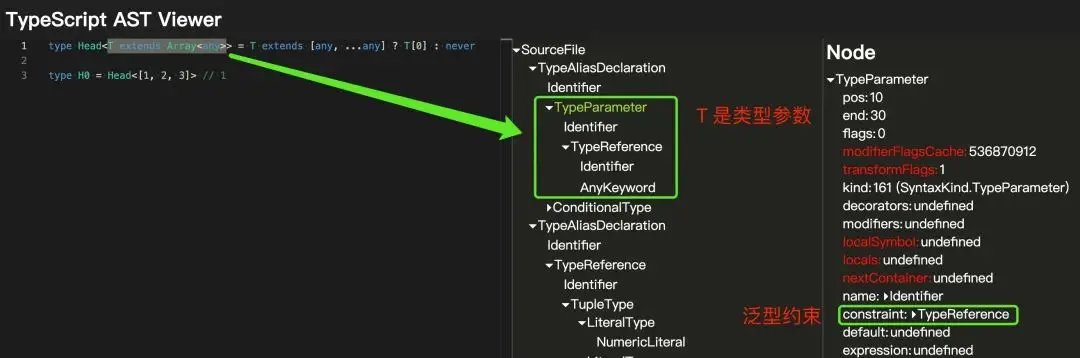 TypeScript AST Viewer
1 type Head<T extends Array<any>> = T extends [any, ...any] ? T[0] : never
2
3 type H0 = Head<[1, 2, 3]> // 1
SourceFile
TypeAliasDeclaration
Identifier
TypeParameter
Identifier
TypeReference
Identifier
AnyKeyword
ConditionalType
TypeAliasDeclaration
Identifier
TypeReference
Identifier
TupleType
LiteralType
NumericLiteral
T 是类型参数
泛型约束
Node
TypeParameter
pos:10
end:30
flags:0
modifierFlagsCache:536870912
transformFlags:1
kind:161 (SyntaxKind.TypeParameter)
decorators:undefined
modifiers:undefined
localSymbol:undefined
locals:undefined
nextContainer:undefined
name: Identifier
constraint: TypeReference
default:undefined
expression:undefined